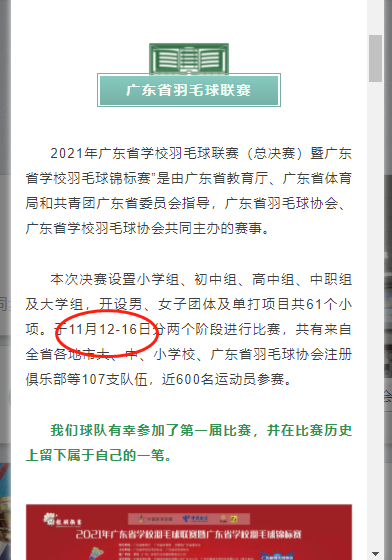 广东省羽毛球联赛
2021年广东省学校羽毛球联赛（总决赛）暨广东
省学校羽毛球锦标赛"是由广东省教育厅、广东省体育
局和共青团广东省委员会指导，广东省羽毛球协会、
广东省学校羽毛球协会共同主办的赛事。
本次决赛设置小学组、初中组、高中组、中职组
及大学组，开设男、女子团体及单打项目共61个小
项。于11月12-16日分两个阶段进行比赛，共有来自
全省各地市大、中、小学校、广东省羽毛球协会注册
俱乐部等107支队伍，近600名运动员参赛。
我们球队有幸参加了第一届比赛，并在比赛历史
上留下属于自己的一笔。
2021年广东省学校羽毛球联赛暨广东省学校羽毛球锦标赛